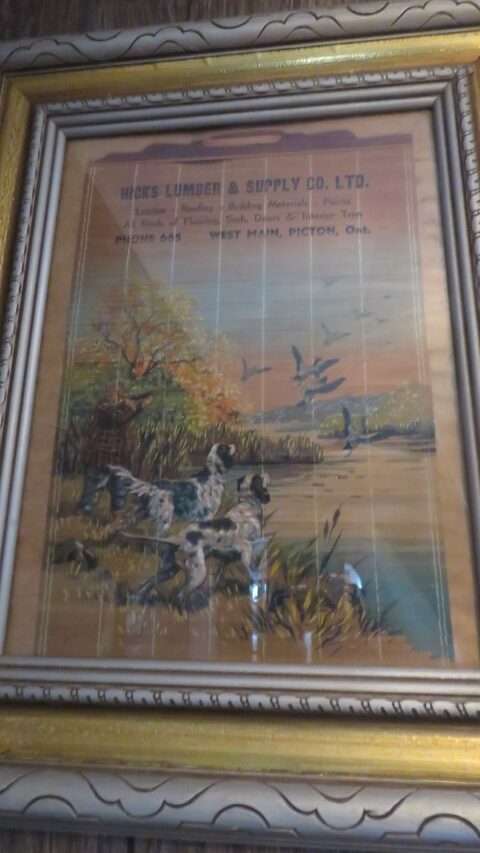 HICKS LUMBER & SUPPLY CO. LTD.
Lumber - Roofing - Building Materials - Paints
All Kinds of Flooring, Sash, Doors & Interior Trim
PHONE 665 WEST MAIN, PICTON, Ont.